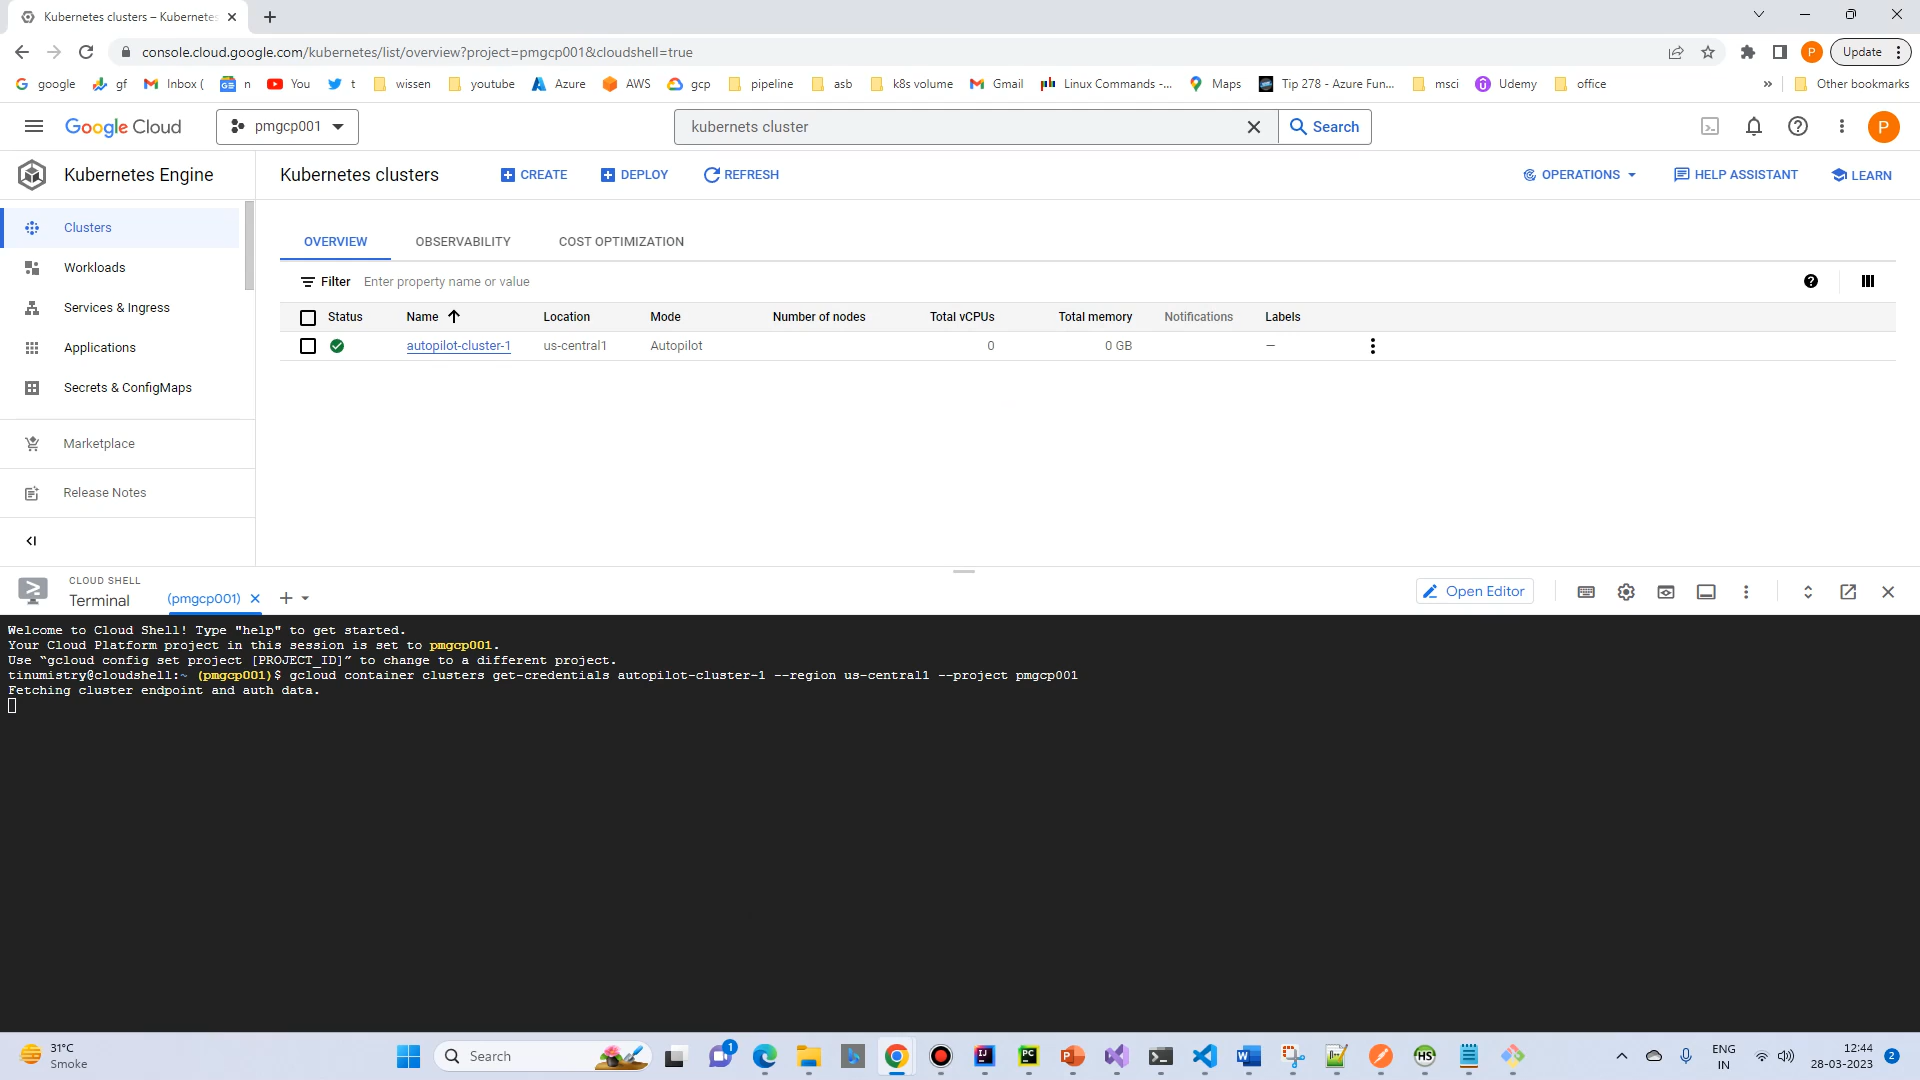 Kubernetes clusters – Kubernetes
console.cloud.google.com/kubernetes/list/overview?project=pmgcp001&cloudshell=true
Update
google gf Inbox ( n You t wissen youtube Azure AWS gcp pipeline asb k8s volume Gmail Linux Commands -... Maps Tip 278 - Azure Fun... msci Udemy office » Other bookmarks
Google Cloud pmgcp001 kubernets cluster Search P
Kubernetes Engine
Kubernetes clusters CREATE DEPLOY REFRESH OPERATIONS HELP ASSISTANT LEARN
Clusters
Workloads
Services & Ingress
Applications
Secrets & ConfigMaps
Marketplace
Release Notes
OVERVIEW OBSERVABILITY COST OPTIMIZATION
Filter Enter property name or value
Status Name Location Mode Number of nodes Total vCPUs Total memory Notifications Labels
autopilot-cluster-1 us-central1 Autopilot 0 0 GB —
CLOUD SHELL
Terminal (pmgcp001) Open Editor
Welcome to Cloud Shell! Type "help" to get started.
Your Cloud Platform project in this session is set to pmgcp001.
Use “gcloud config set project [PROJECT_ID]” to change to a different project.
tinumistry@cloudshell:~ (pmgcp001)$ gcloud container clusters get-credentials autopilot-cluster-1 --region us-central1 --project pmgcp001
Fetching cluster endpoint and auth data.
31°C
Smoke
Search
1
ENG
IN
12:44
28-03-2023
2